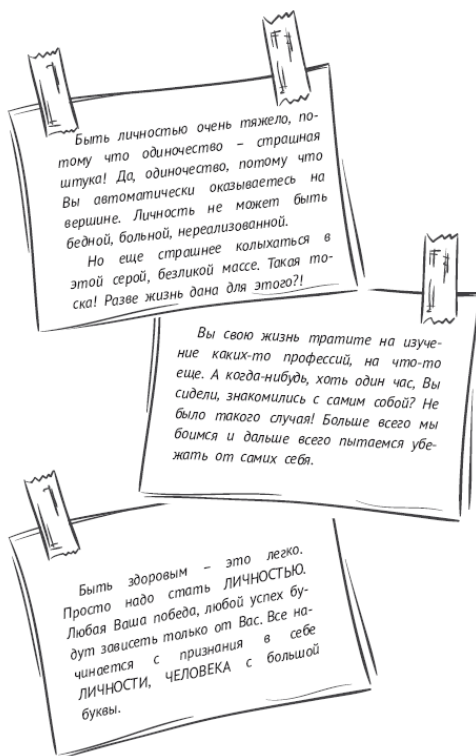 Быть личностью очень тяжело, по-
тому что одиночество – страшная
штука! Да, одиночество, потому что
Вы автоматически оказываетесь на
вершине. Личность не может быть
бедной, больной, нереализованной.
Но еще страшнее колыхаться в
этой серой, безликой массе. Такая то-
ска! Разве жизнь дана для этого?!
Вы свою жизнь тратите на изуче-
ние каких-то профессий, на что-то
еще. А когда-нибудь, хоть один час, Вы
сидели, знакомились с самим собой? Не
было такого случая! Больше всего мы
боимся и дальше всего пытаемся убе-
жать от самих себя.
Быть здоровым – это легко.
Просто надо стать ЛИЧНОСТЬЮ.
Любая Ваша победа, любой успех бу-
дут зависеть только от Вас. Все на-
чинается с признания в себе
ЛИЧНОСТИ, ЧЕЛОВЕКА с большой
буквы.